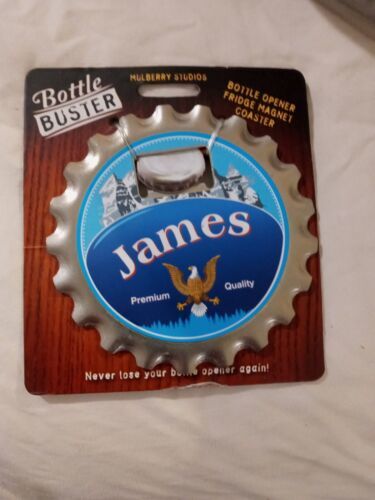 Bottle
BUSTER
MULBERRY STUDIOS
BOTTLE OPENER
FRIDGE MAGNET
COASTER
James
Premium Quality
Never lose your bottle opener again!